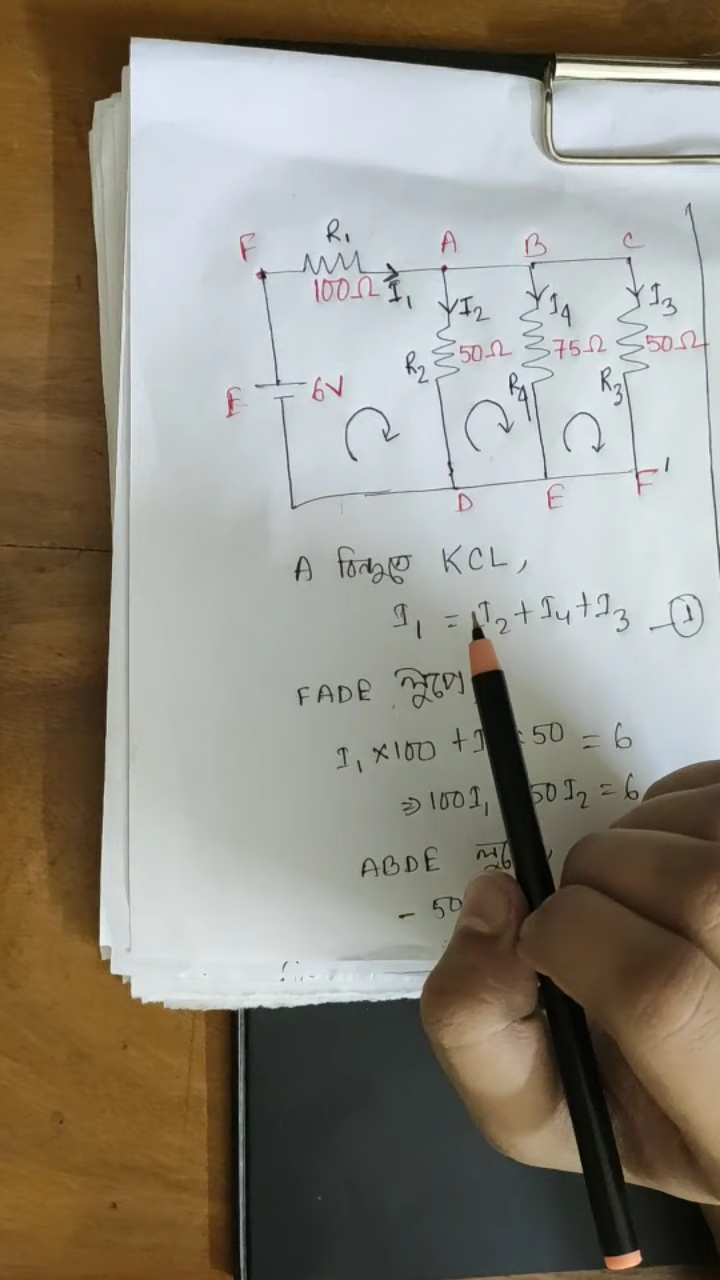 F R₁ A B C
100Ω I₁ I₂ I₄ I₃
R₂ 50Ω R₄ 75Ω R₃ 50Ω
E 6V
D E F'
A বিন্দুতে KCL,
I₁ = I₂ + I₄ + I₃ —①
FADE লুপে
I₁ ×100 + 50 = 6
⇒ 100I₁ 50I₂ = 6
ABDE
- 50